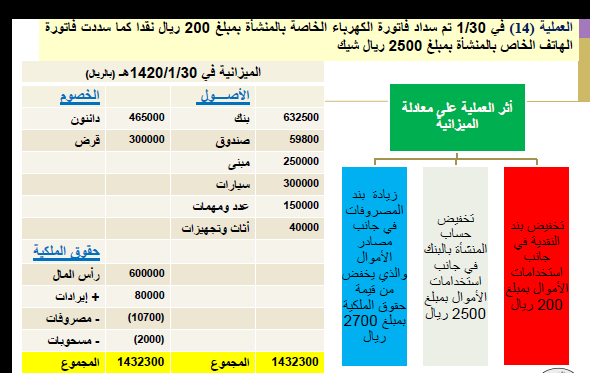 العملية (14) في 1/30 تم سداد فاتورة الكهرباء الخاصة بالمنشأة بمبلغ 200 ريال نقدا كما سددت فاتورة
الهاتف الخاص بالمنشأة بمبلغ 2500 ريال شيك
أثر العملية على معادلة
الميزانية
تخفيض بند
النقدية في
جانب
استخدامات
الأموال بمبلغ
200 ريال
تخفيض
حساب
المنشأة بالبنك
في جانب
استخدامات
الأموال بمبلغ
2500 ريال
زيادة بند
المصروفات
في جانب
مصادر
الأموال
والذي يخفض
من قيمة
حقوق الملكية
بمبلغ 2700
ريال
الميزانية في 1420/1/30هـ (بالريال)
الأصـــول الخصوم
632500 بنك 465000 دائنون
59800 صندوق 300000 قرض
250000 مبنى
300000 سيارات
150000 عدد ومهمات
40000 أثاث وتجهيزات
حقوق الملكية
600000 رأس المال
80000 + إيرادات
(10700) - مصروفات
(2000) - مسحوبات
1432300 المجموع 1432300 المجموع